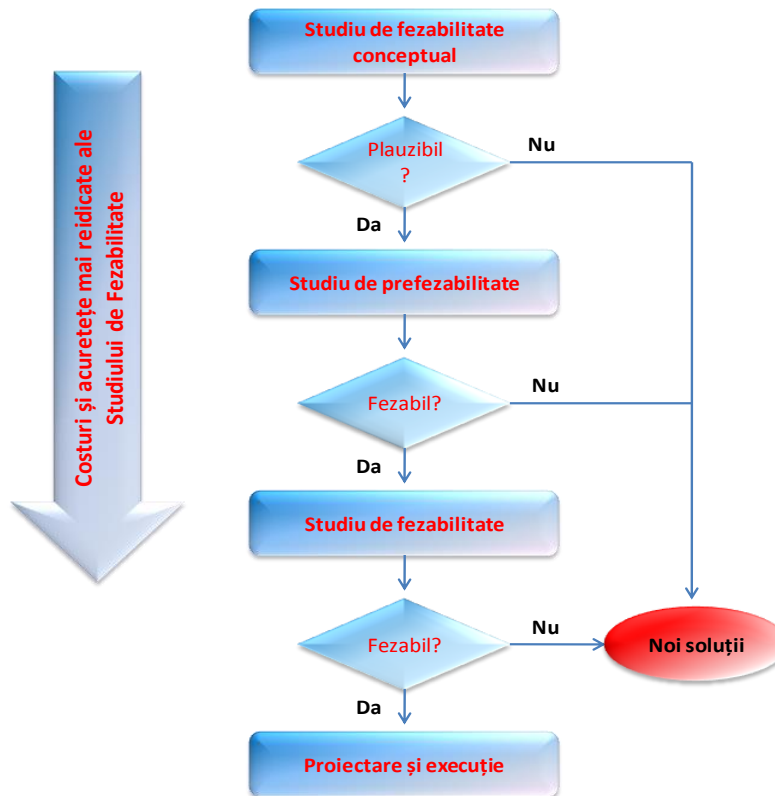 Studiu de fezabilitate
conceptual
Plauzibil
?
Nu
Da
Studiu de prefezabilitate
Fezabil?
Nu
Da
Studiu de fezabilitate
Fezabil?
Nu
Noi soluții
Da
Proiectare și execuție
Costuri și acuretețe mai reidicate ale
Studiului de Fezabilitate